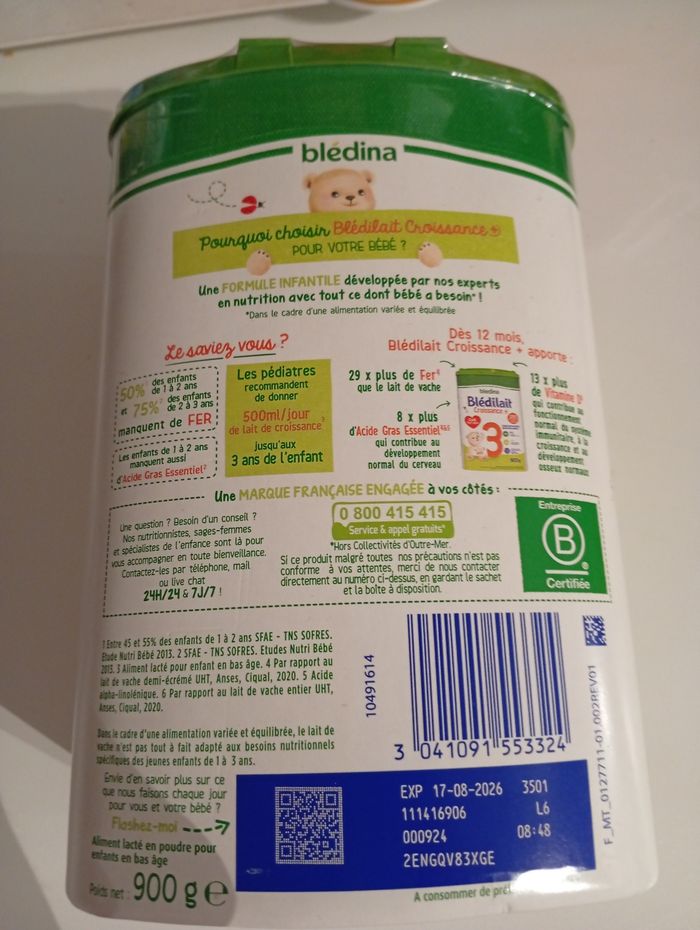 blédina
Pourquoi choisir Blédilait Croissance +
POUR VOTRE BÉBÉ ?
Une FORMULE INFANTILE développée par nos experts
en nutrition avec tout ce dont bébé a besoin* !
*Dans le cadre d'une alimentation variée et équilibrée
Le saviez vous ?
50%¹ des enfants
de 1 à 2 ans
et 75%² des enfants
de 2 à 3 ans
manquent de FER
Les enfants de 1 à 2 ans
manquent aussi
d'Acide Gras Essentiel²
Les pédiatres
recommandent
de donner
500ml/jour
de lait de croissance³
jusqu'aux
3 ans de l'enfant
Dès 12 mois,
Blédilait Croissance + apporte :
29 x plus de Fer⁴
que le lait de vache
8 x plus
d'Acide Gras Essentiel⁴&⁵
qui contribue au
développement
normal du cerveau
blédina
Blédilait
Croissance +
3
900g
13 x plus
de Vitamine D⁶
qui contribue au
fonctionnement
normal du système
immunitaire, à la
croissance et au
développement
osseux normaux
Une MARQUE FRANÇAISE ENGAGÉE à vos côtés :
Une question ? Besoin d'un conseil ?
Nos nutritionnistes, sages-femmes
et spécialistes de l'enfance sont là pour
vous accompagner en toute bienveillance.
Contactez-les par téléphone, mail
ou live chat
24H/24 & 7J/7 !
0 800 415 415
Service & appel gratuits*
*Hors Collectivités d'Outre-Mer.
Si ce produit malgré toutes nos précautions n'est pas
conforme à vos attentes, merci de nous contacter
directement au numéro ci-dessus, en gardant le sachet
et la boîte à disposition.
Entreprise
B
®
Certifiée
1 Entre 45 et 55% des enfants de 1 à 2 ans SFAE - TNS SOFRES.
Etude Nutri Bébé 2013. 2 SFAE - TNS SOFRES. Etudes Nutri Bébé
2013. 3 Aliment lacté pour enfant en bas âge. 4 Par rapport au
lait de vache demi-écrémé UHT, Anses, Ciqual, 2020. 5 Acide
alpha-linolénique. 6 Par rapport au lait de vache entier UHT,
Anses, Ciqual, 2020.
Dans le cadre d'une alimentation variée et équilibrée, le lait de
vache n'est pas tout à fait adapté aux besoins nutritionnels
spécifiques des jeunes enfants de 1 à 3 ans.
Envie d'en savoir plus sur ce
que nous faisons chaque jour
pour vous et votre bébé ?
Flashez-moi
Aliment lacté en poudre pour
enfants en bas âge
Poids net : 900 g e
10491614
3 041091 553324
F_MT_0127711-01.002REV01
EXP 17-08-2026 3501
111416906 L6
000924 08:48
2ENGQV83XGE
A consommer de